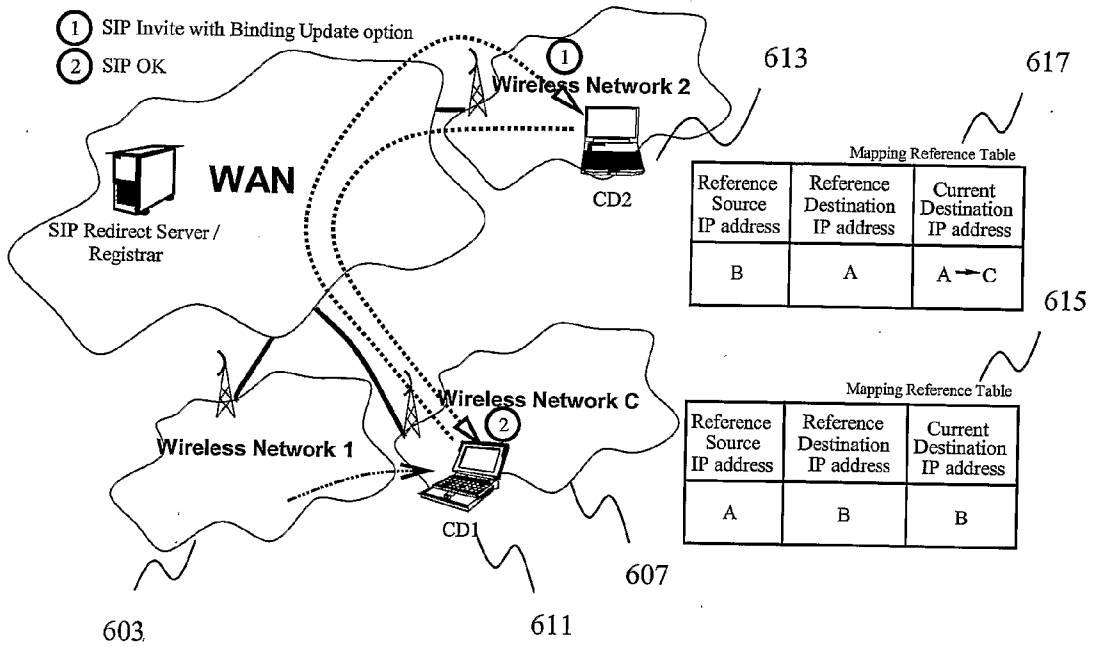 1 SIP Invite with Binding Update option
2 SIP OK
1
Wireless Network 2
613
617
WAN
CD2
SIP Redirect Server /
Registrar
Mapping Reference Table
Reference
Source
IP address
Reference
Destination
IP address
Current
Destination
IP address
B
A
A→C
615
Wireless Network C
2
Wireless Network 1
CD1
Mapping Reference Table
Reference
Source
IP address
Reference
Destination
IP address
Current
Destination
IP address
A
B
B
607
603
611